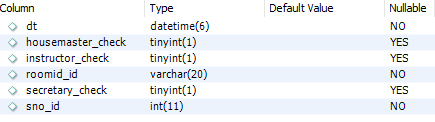 Column Type Default Value Nullable
dt datetime(6) NO
housemaster_check tinyint(1) YES
instructor_check tinyint(1) YES
roomid_id varchar(20) NO
secretary_check tinyint(1) YES
sno_id int(11) NO